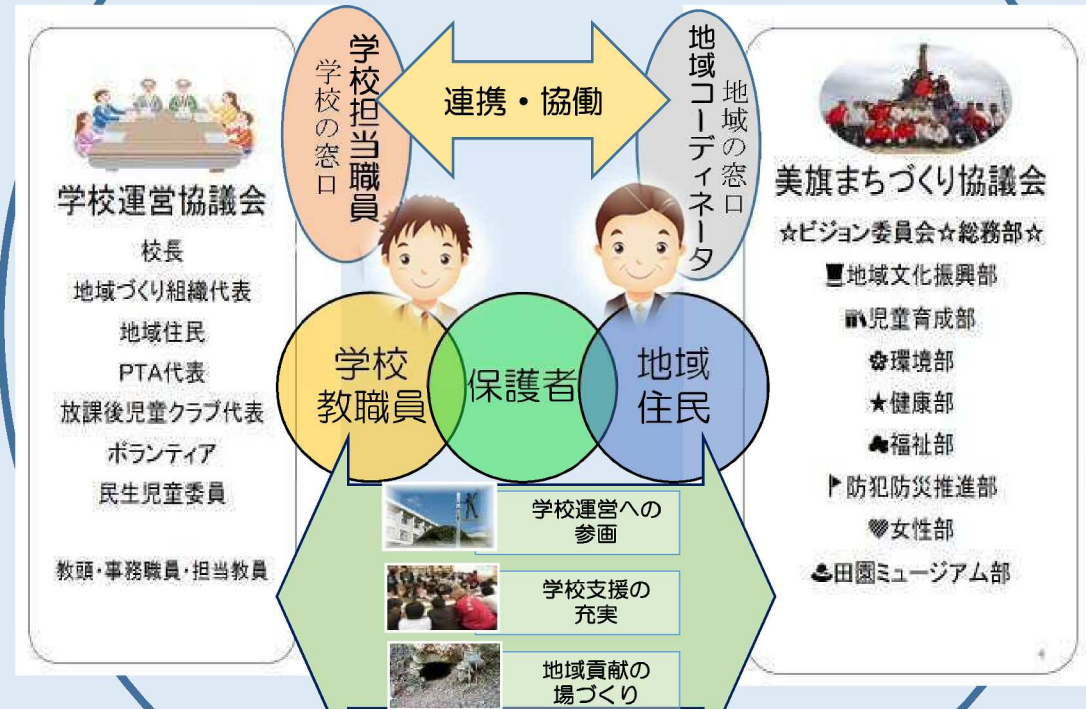 学校運営協議会
校長
地域づくり組織代表
地域住民
PTA代表
放課後児童クラブ代表
ボランティア
民生児童委員
教頭・事務職員・担当教員
学校担当職員
学校の窓口
連携・協働
地域の窓口
地域コーディネータ
学校
教職員
保護者
地域
住民
学校運営への
参画
学校支援の
充実
地域貢献の
場づくり
美旗まちづくり協議会
☆ビジョン委員会☆総務部☆
地域文化振興部
児童育成部
環境部
★健康部
福祉部
防犯防災推進部
女性部
田園ミュージアム部
4